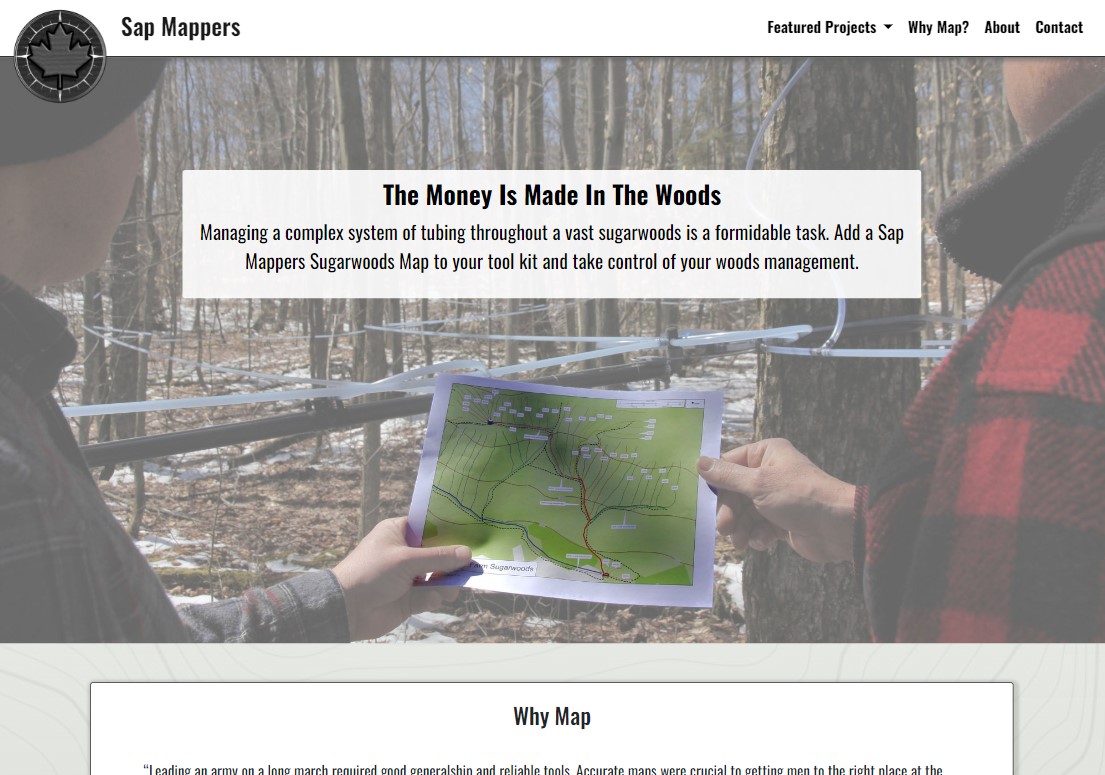 Sap Mappers
Featured Projects Why Map? About Contact
The Money Is Made In The Woods
Managing a complex system of tubing throughout a vast sugarwoods is a formidable task. Add a Sap
Mappers Sugarwoods Map to your tool kit and take control of your woods management.
Sugarwoods
Why Map
“Leading an army on a long march required good generalship and reliable tools. Accurate maps were crucial to getting men to the right place at the